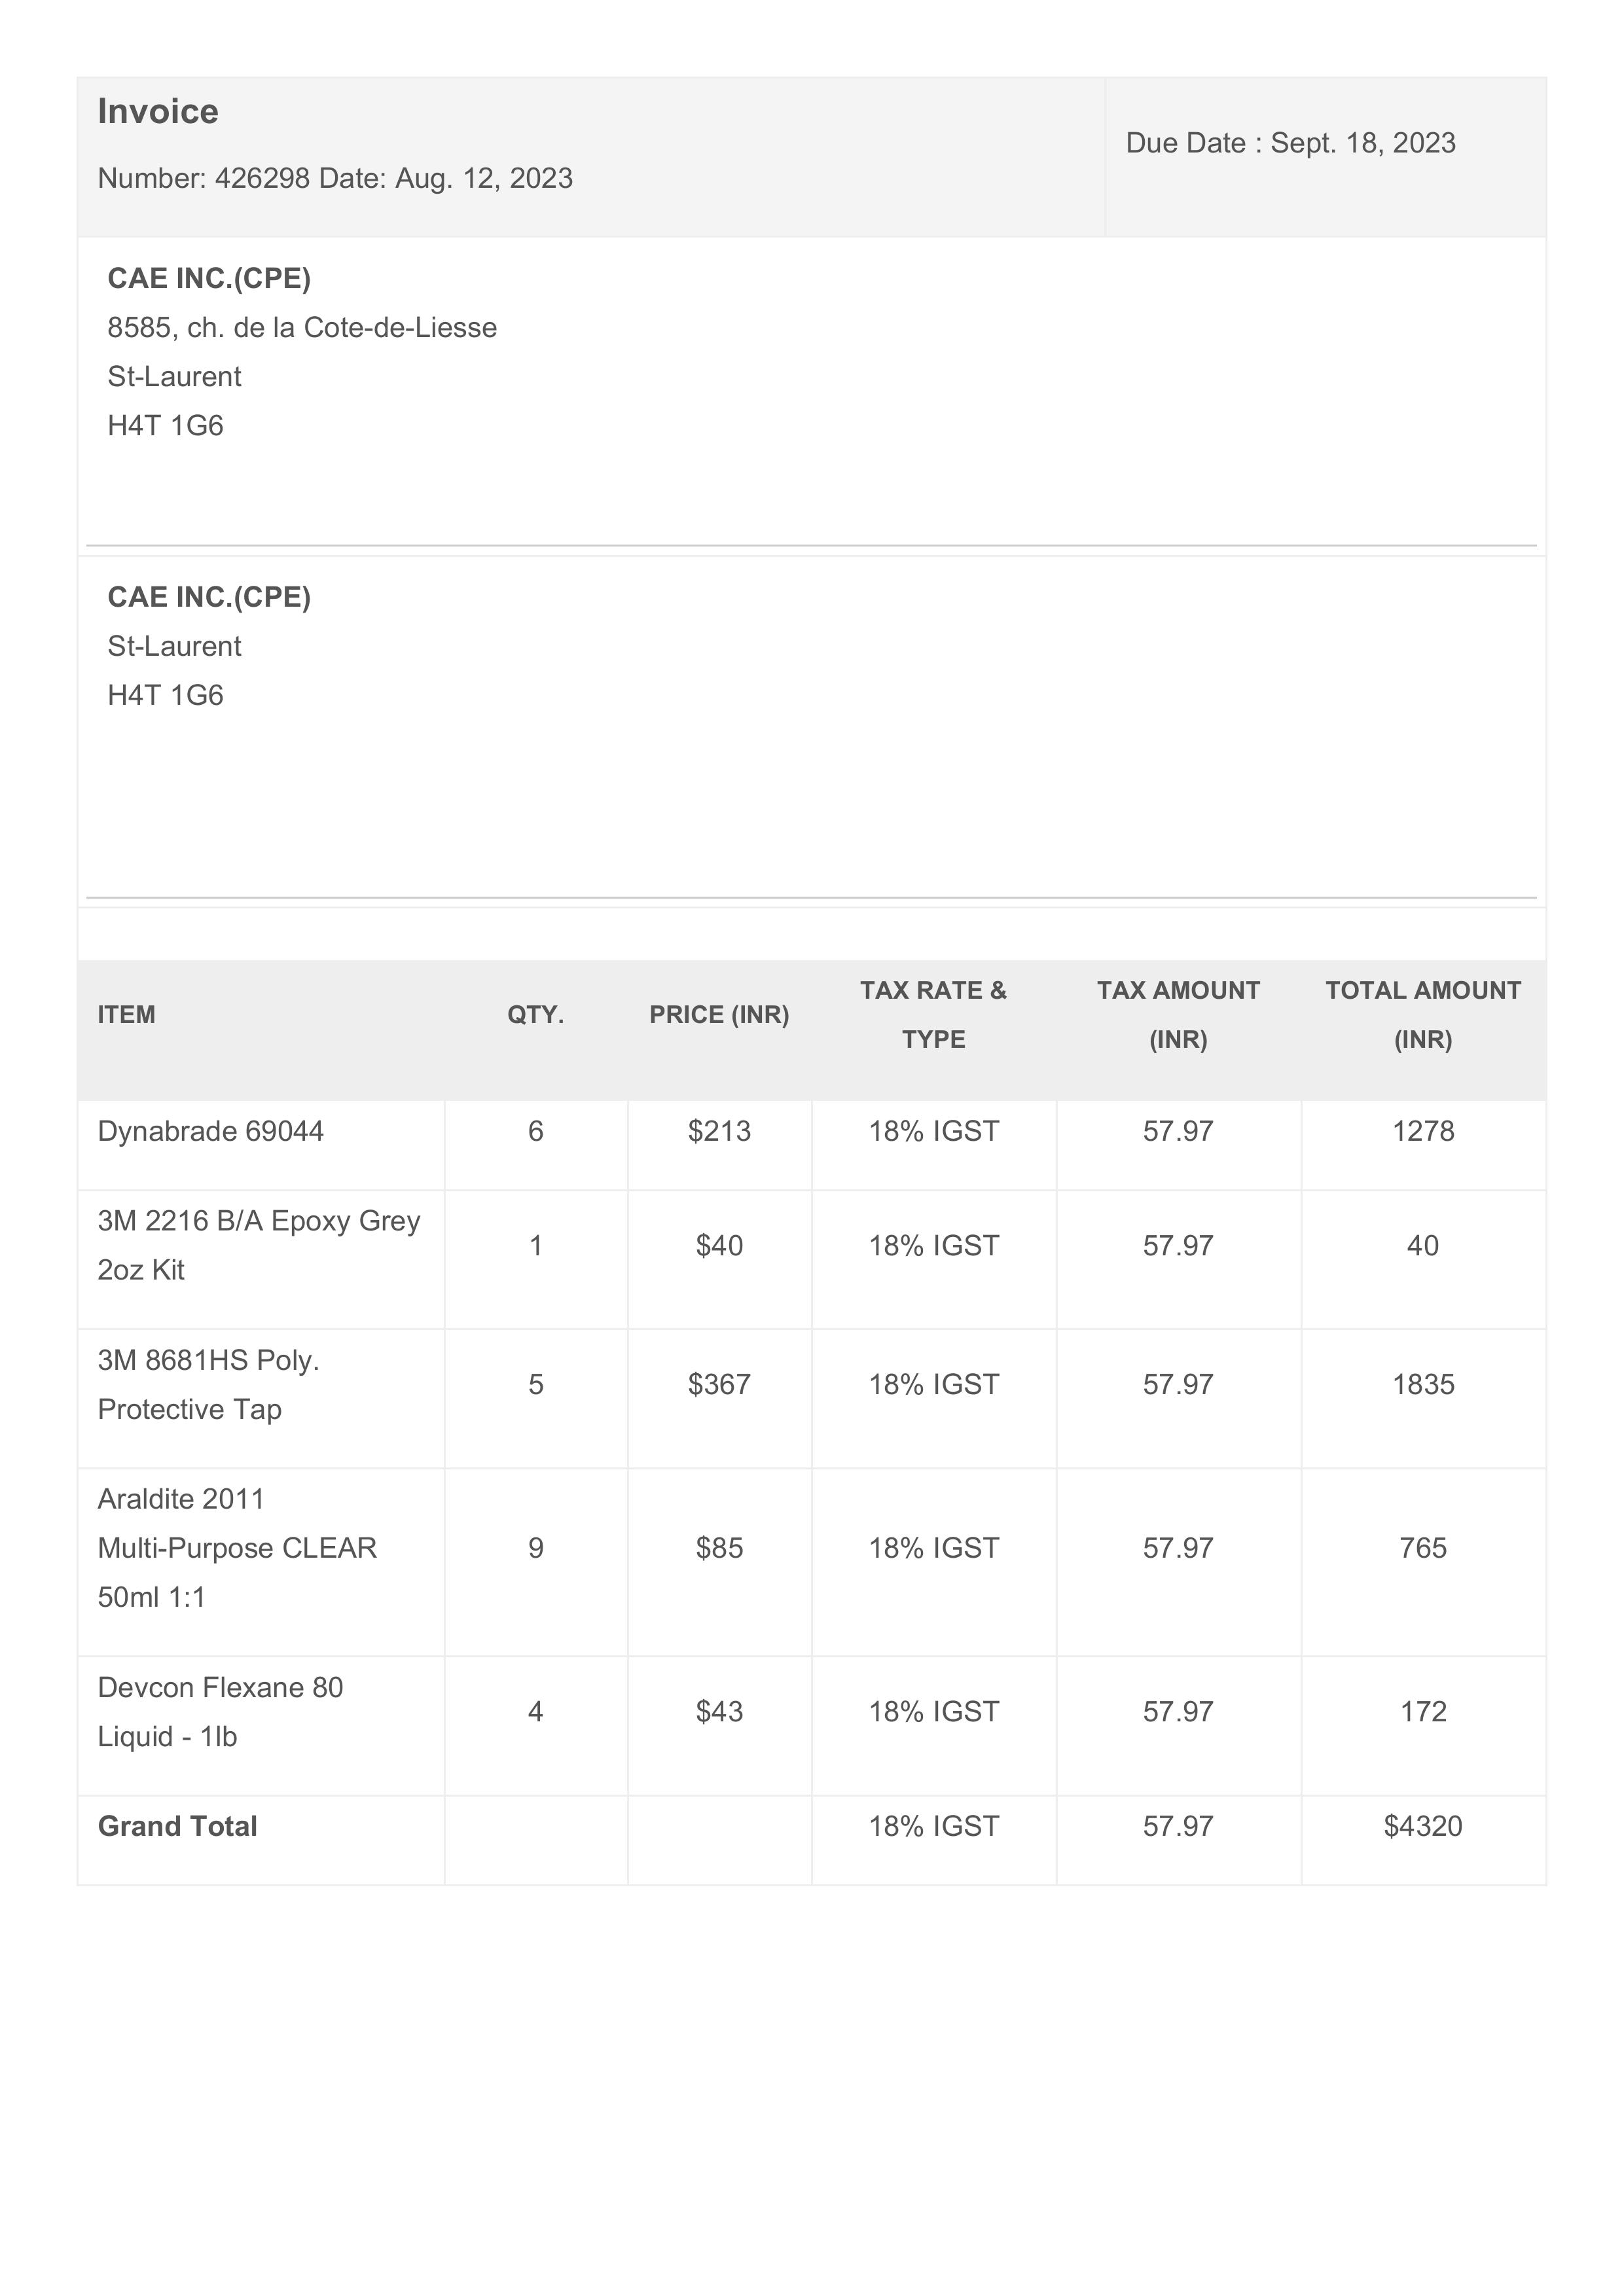 Invoice
Number: 426298 Date: Aug. 12, 2023
Due Date : Sept. 18, 2023
CAE INC.(CPE)
8585, ch. de la Cote-de-Liesse
St-Laurent
H4T 1G6
CAE INC.(CPE)
St-Laurent
H4T 1G6
ITEM QTY. PRICE (INR) TAX RATE & TYPE TAX AMOUNT (INR) TOTAL AMOUNT (INR)
Dynabrade 69044 6 $213 18% IGST 57.97 1278
3M 2216 B/A Epoxy Grey
2oz Kit 1 $40 18% IGST 57.97 40
3M 8681HS Poly.
Protective Tap 5 $367 18% IGST 57.97 1835
Araldite 2011
Multi-Purpose CLEAR 9 $85 18% IGST 57.97 765
50ml 1:1
Devcon Flexane 80
Liquid - 1lb 4 $43 18% IGST 57.97 172
Grand Total 18% IGST 57.97 $4320